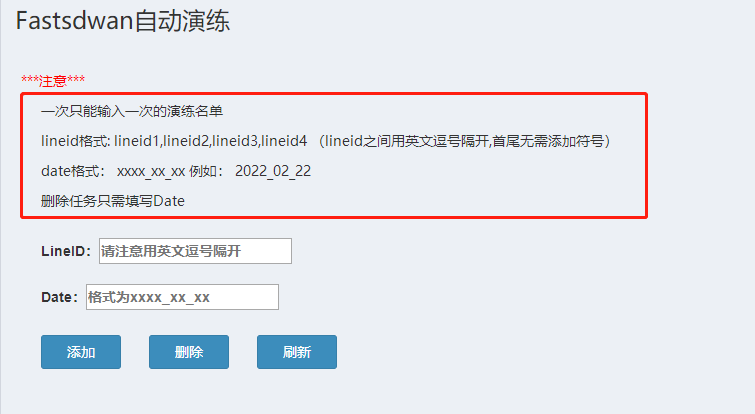 Fastsdwan自动演练
***注意***
一次只能输入一次的演练名单
lineid格式: lineid1,lineid2,lineid3,lineid4 （lineid之间用英文逗号隔开,首尾无需添加符号）
date格式： xxxx_xx_xx 例如： 2022_02_22
删除任务只需填写Date
LineID：请注意用英文逗号隔开
Date：格式为xxxx_xx_xx
添加 删除 刷新